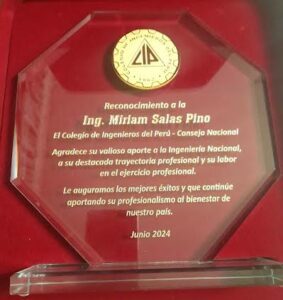 CIP
Reconocimiento a la
Ing. Miriam Salas Pino
El Colegio de Ingenieros del Perú - Consejo Nacional
Agradece su valioso aporte a la Ingeniería Nacional,
a su destacada trayectoria profesional y su labor
en el ejercicio profesional.
Le auguramos los mejores éxitos y que continúe
aportando su profesionalismo al bienestar de
nuestro país.
Junio 2024